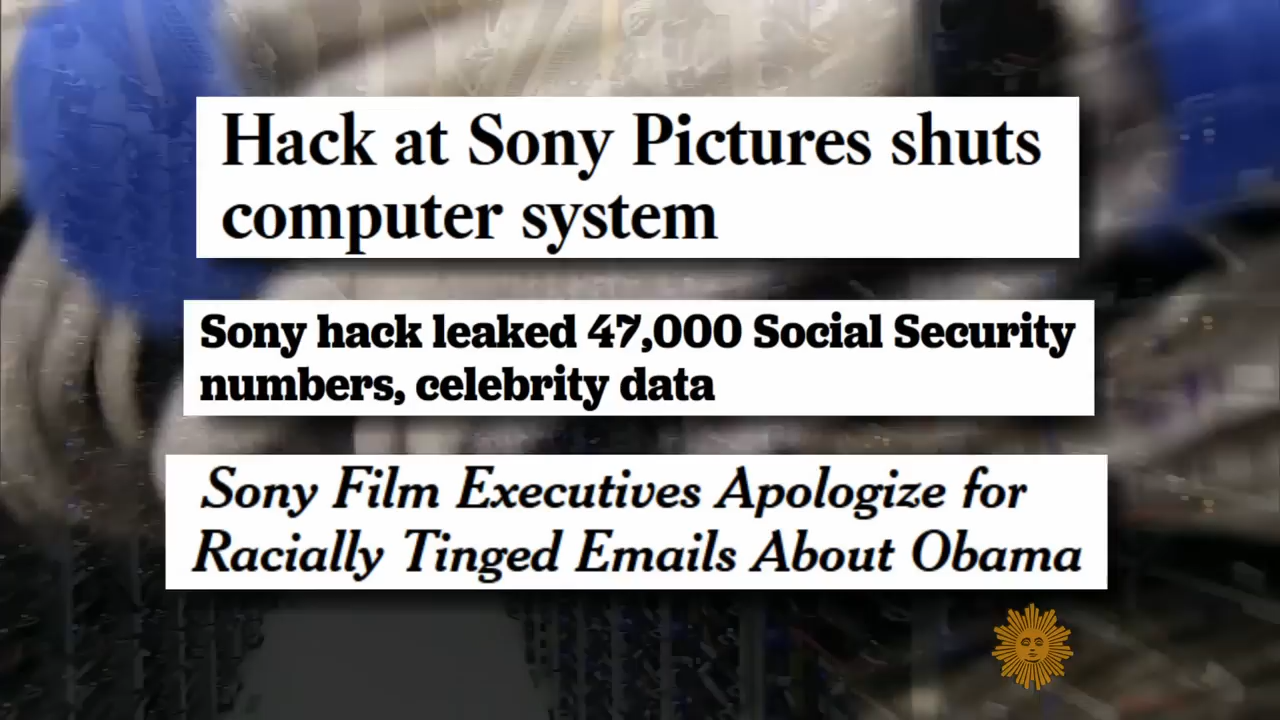 Hack at Sony Pictures shuts
computer system
Sony hack leaked 47,000 Social Security
numbers, celebrity data
Sony Film Executives Apologize for
Racially Tinged Emails About Obama